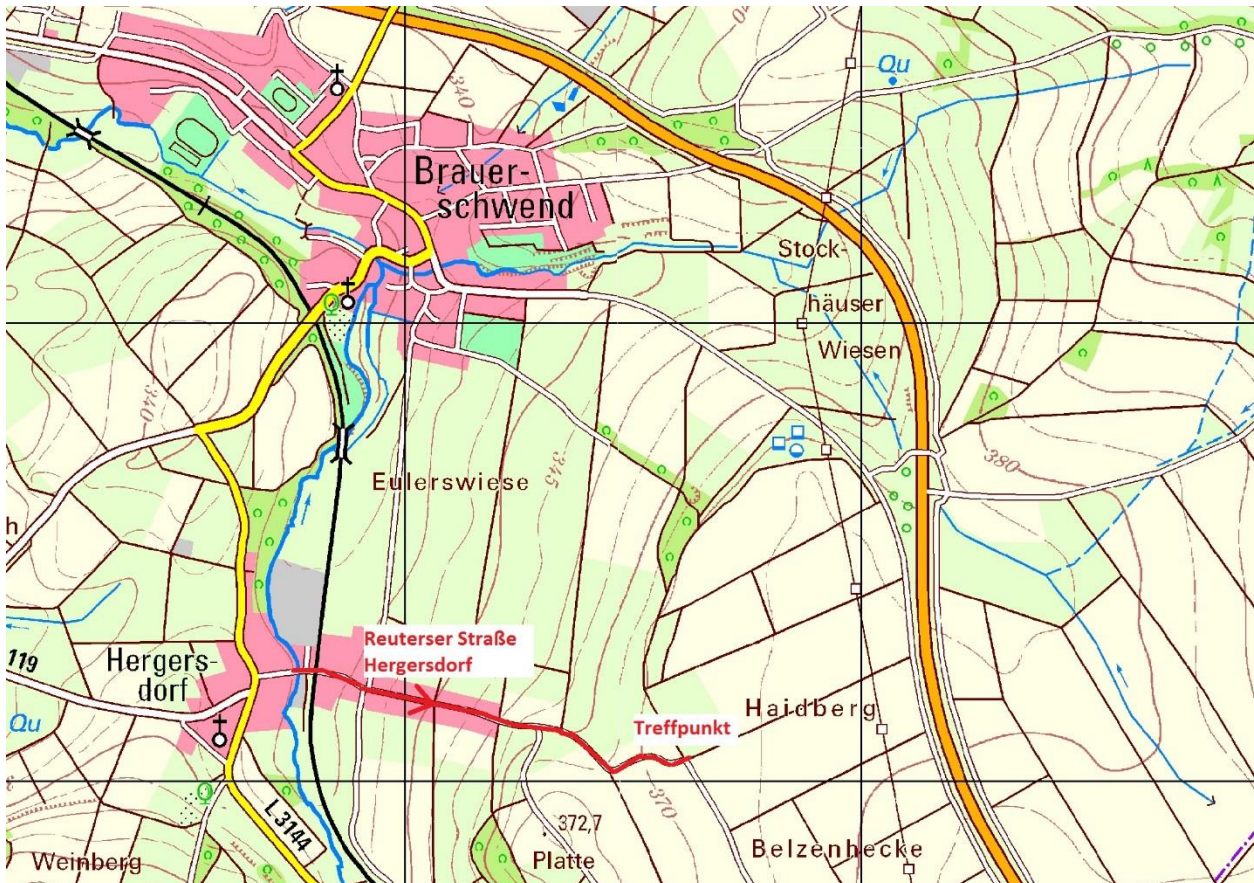 340
Qu
Brauer-
schwend
Stock-
häuser
Wiesen
340
Eulerswiese
345
380
h
Reuterser Straße
Hergersdorf
119
Hergers-
dorf
Qu
Treffpunkt
Haidberg
370
L 3144
372,7
Platte
Belzenhecke
Weinberg